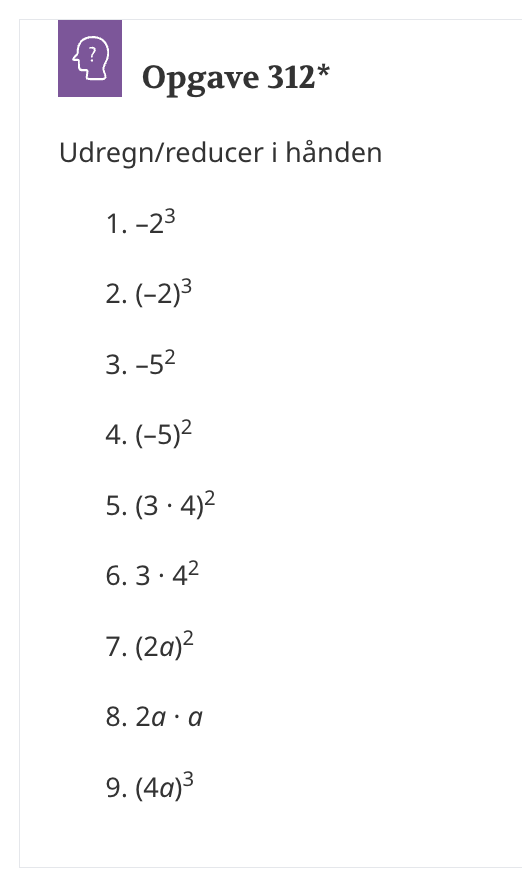 ?
Opgave 312*
Udregn/reducer i hånden
1. –2³
2. (–2)³
3. –5²
4. (–5)²
5. (3 · 4)²
6. 3 · 4²
7. (2a)²
8. 2a · a
9. (4a)³